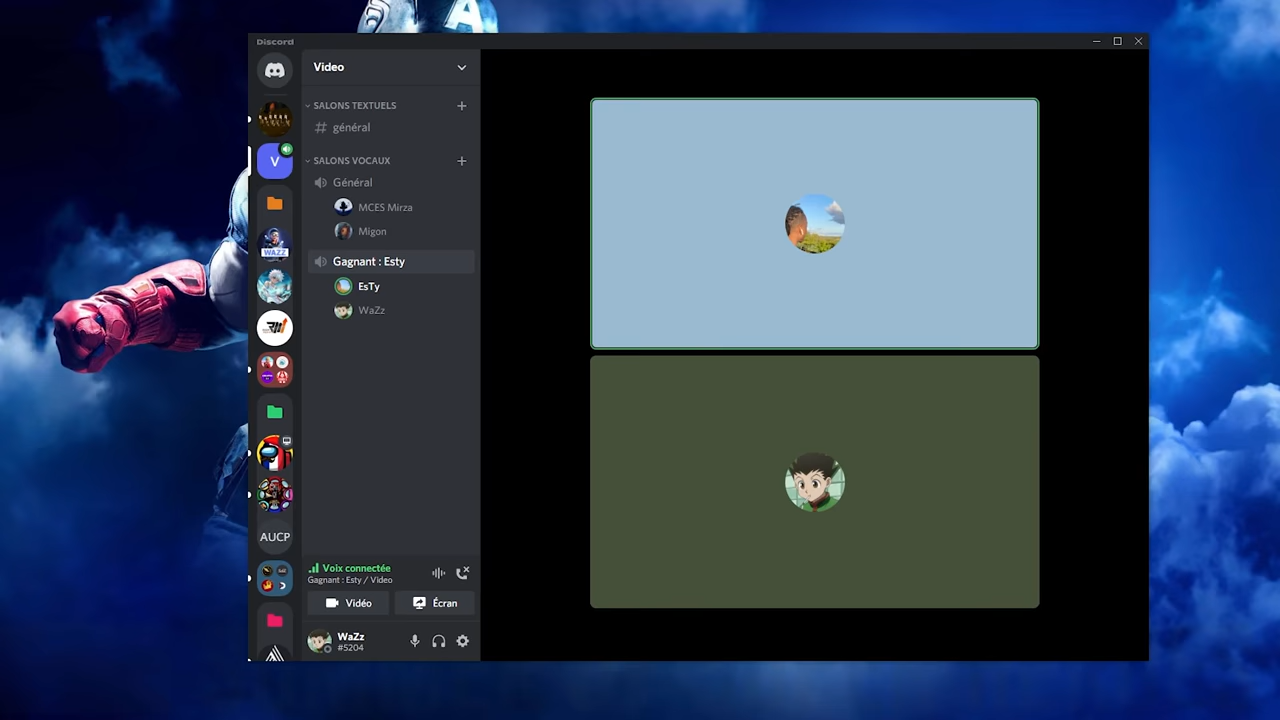 Discord
Video
SALONS TEXTUELS
général
SALONS VOCAUX
Général
MCES Mirza
Migon
Gagnant : Esty
EsTy
WaZz
Voix connectée
Gagnant : Esty / Video
Vidéo
Écran
WaZz
#5204
V
WAZZ
AUCP
A